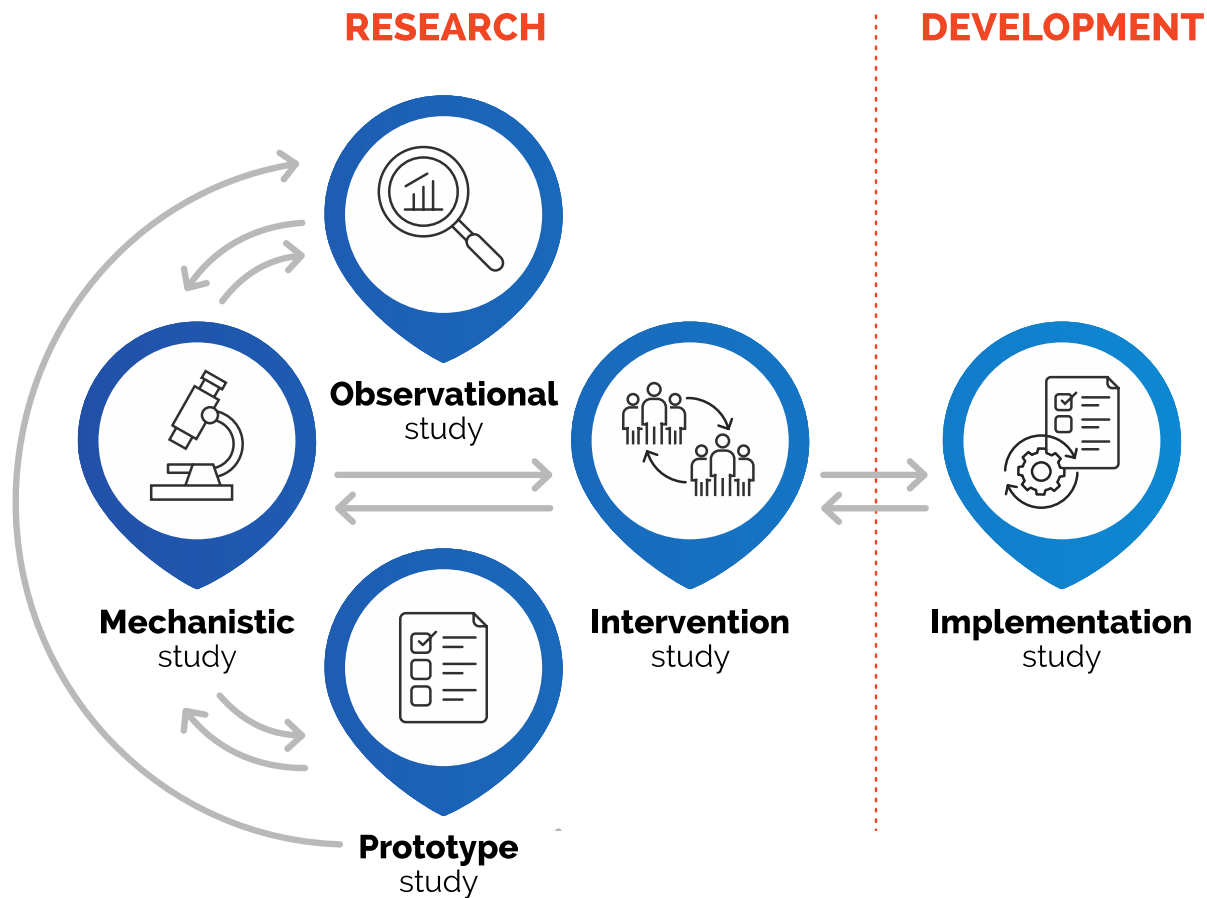 RESEARCH
DEVELOPMENT
Observational
study
Mechanistic
study
Intervention
study
Implementation
study
Prototype
study